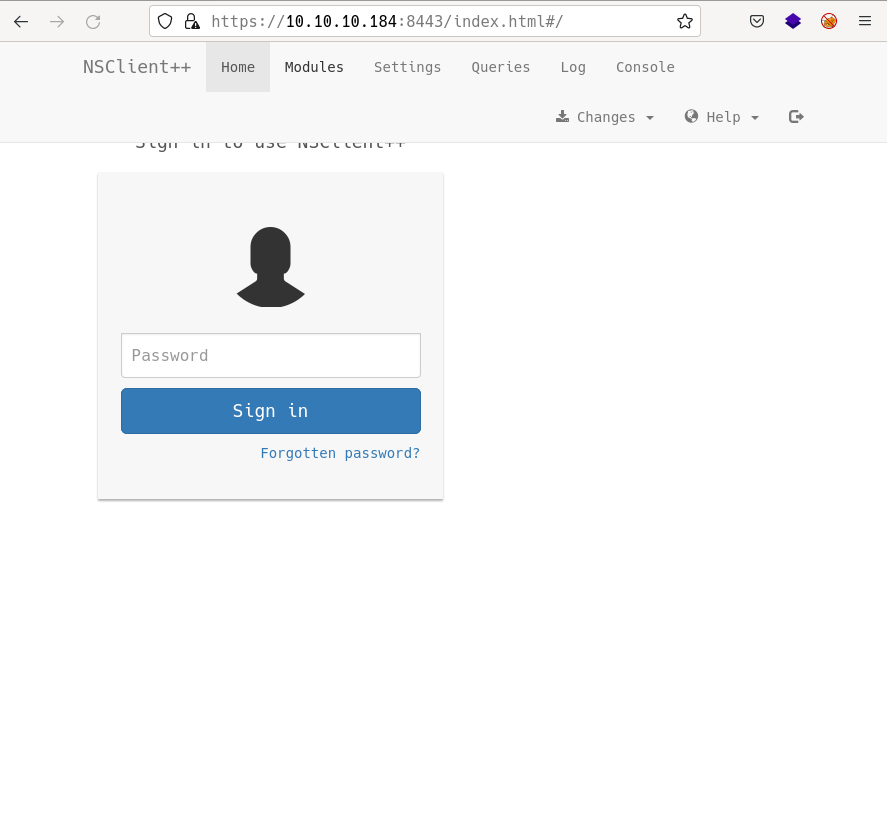 https://10.10.10.184:8443/index.html#/
NSClient++ Home Modules Settings Queries Log Console
Changes Help
Sign in to use NSClient++
Password
Sign in
Forgotten password?